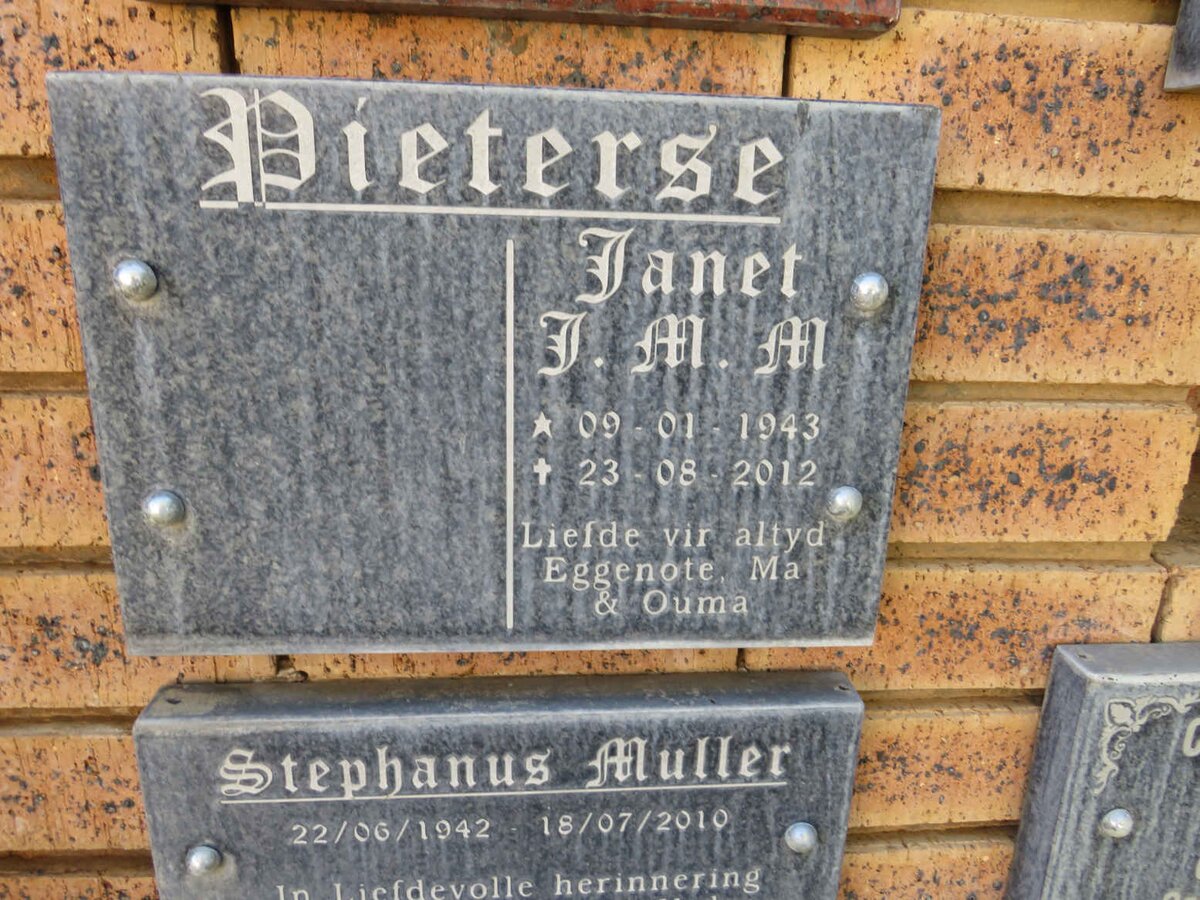 Pieterse
Janet
J. M. M
★ 09 - 01 - 1943
✝ 23 - 08 - 2012
Liefde vir altyd
Eggenote, Ma
& Ouma
Stephanus Muller
22/06/1942 - 18/07/2010
In Liefdevolle herinnering